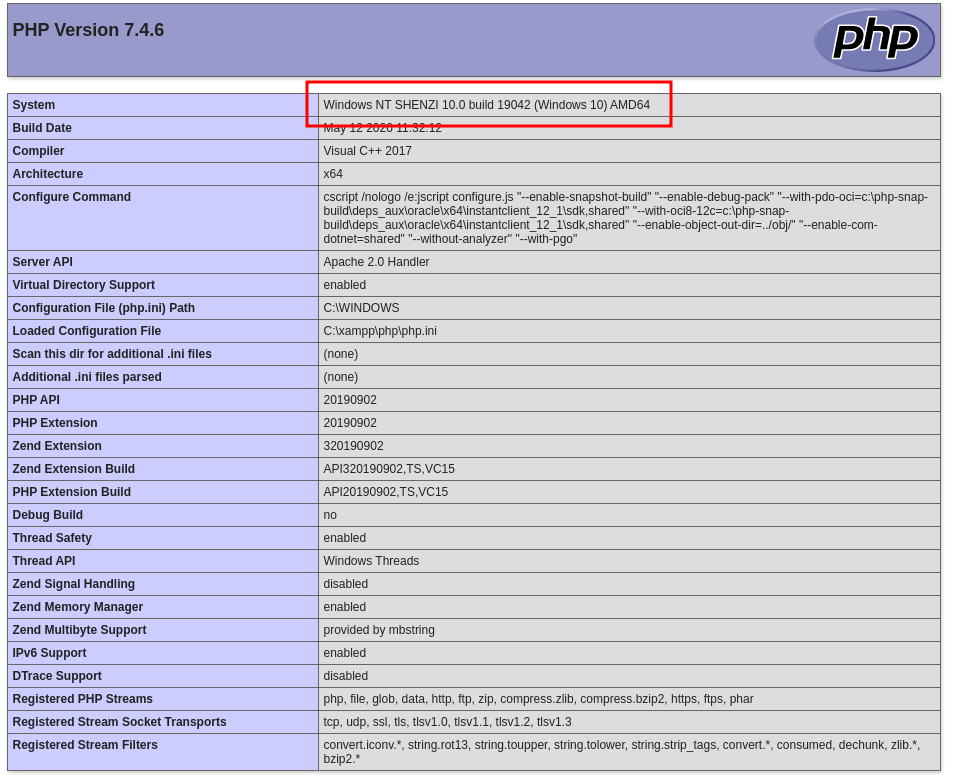 PHP Version 7.4.6
php
System Windows NT SHENZI 10.0 build 19042 (Windows 10) AMD64
Build Date May 12 2020 11:32:12
Compiler Visual C++ 2017
Architecture x64
Configure Command cscript /nologo /e:jscript configure.js "--enable-snapshot-build" "--enable-debug-pack" "--with-pdo-oci=c:\php-snap-
build\deps_aux\oracle\x64\instantclient_12_1\sdk,shared" "--with-oci8-12c=c:\php-snap-
build\deps_aux\oracle\x64\instantclient_12_1\sdk,shared" "--enable-object-out-dir=../obj/" "--enable-com-
dotnet=shared" "--without-analyzer" "--with-pgo"
Server API Apache 2.0 Handler
Virtual Directory Support enabled
Configuration File (php.ini) Path C:\WINDOWS
Loaded Configuration File C:\xampp\php\php.ini
Scan this dir for additional .ini files (none)
Additional .ini files parsed (none)
PHP API 20190902
PHP Extension 20190902
Zend Extension 320190902
Zend Extension Build API320190902,TS,VC15
PHP Extension Build API20190902,TS,VC15
Debug Build no
Thread Safety enabled
Thread API Windows Threads
Zend Signal Handling disabled
Zend Memory Manager enabled
Zend Multibyte Support provided by mbstring
IPv6 Support enabled
DTrace Support disabled
Registered PHP Streams php, file, glob, data, http, ftp, zip, compress.zlib, compress.bzip2, https, ftps, phar
Registered Stream Socket Transports tcp, udp, ssl, tls, tlsv1.0, tlsv1.1, tlsv1.2, tlsv1.3
Registered Stream Filters convert.iconv.*, string.rot13, string.toupper, string.tolower, string.strip_tags, convert.*, consumed, dechunk, zlib.*,
bzip2.*